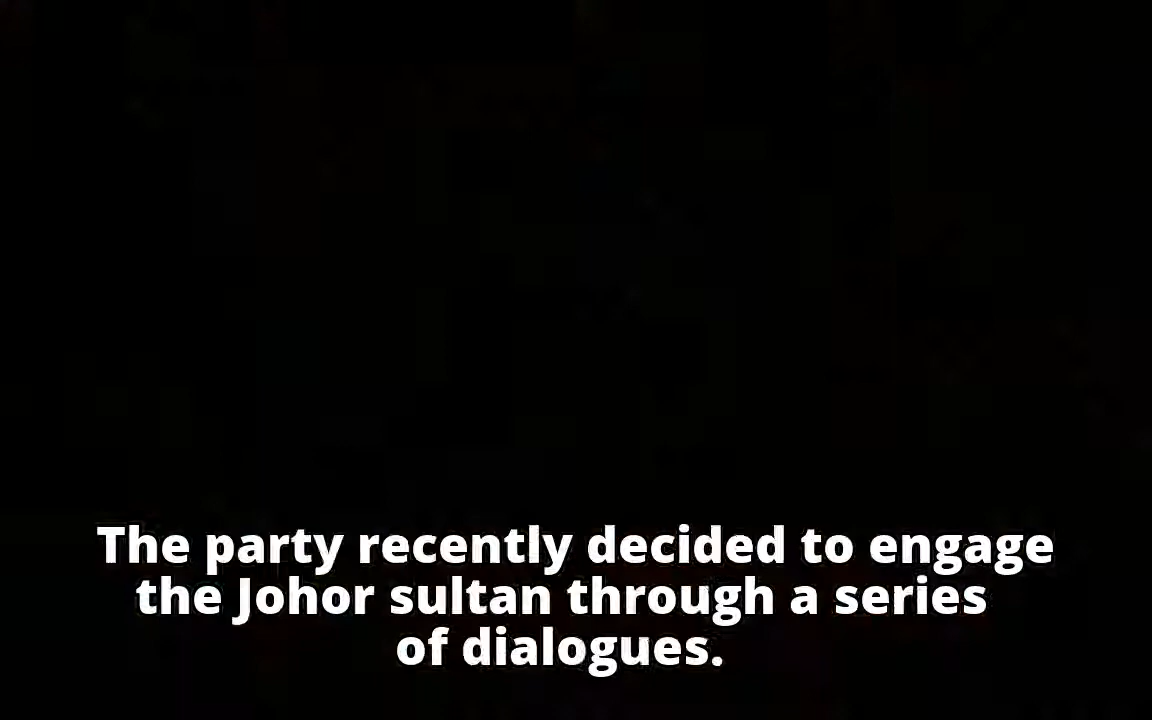 The party recently decided to engage
the Johor sultan through a series
of dialogues.